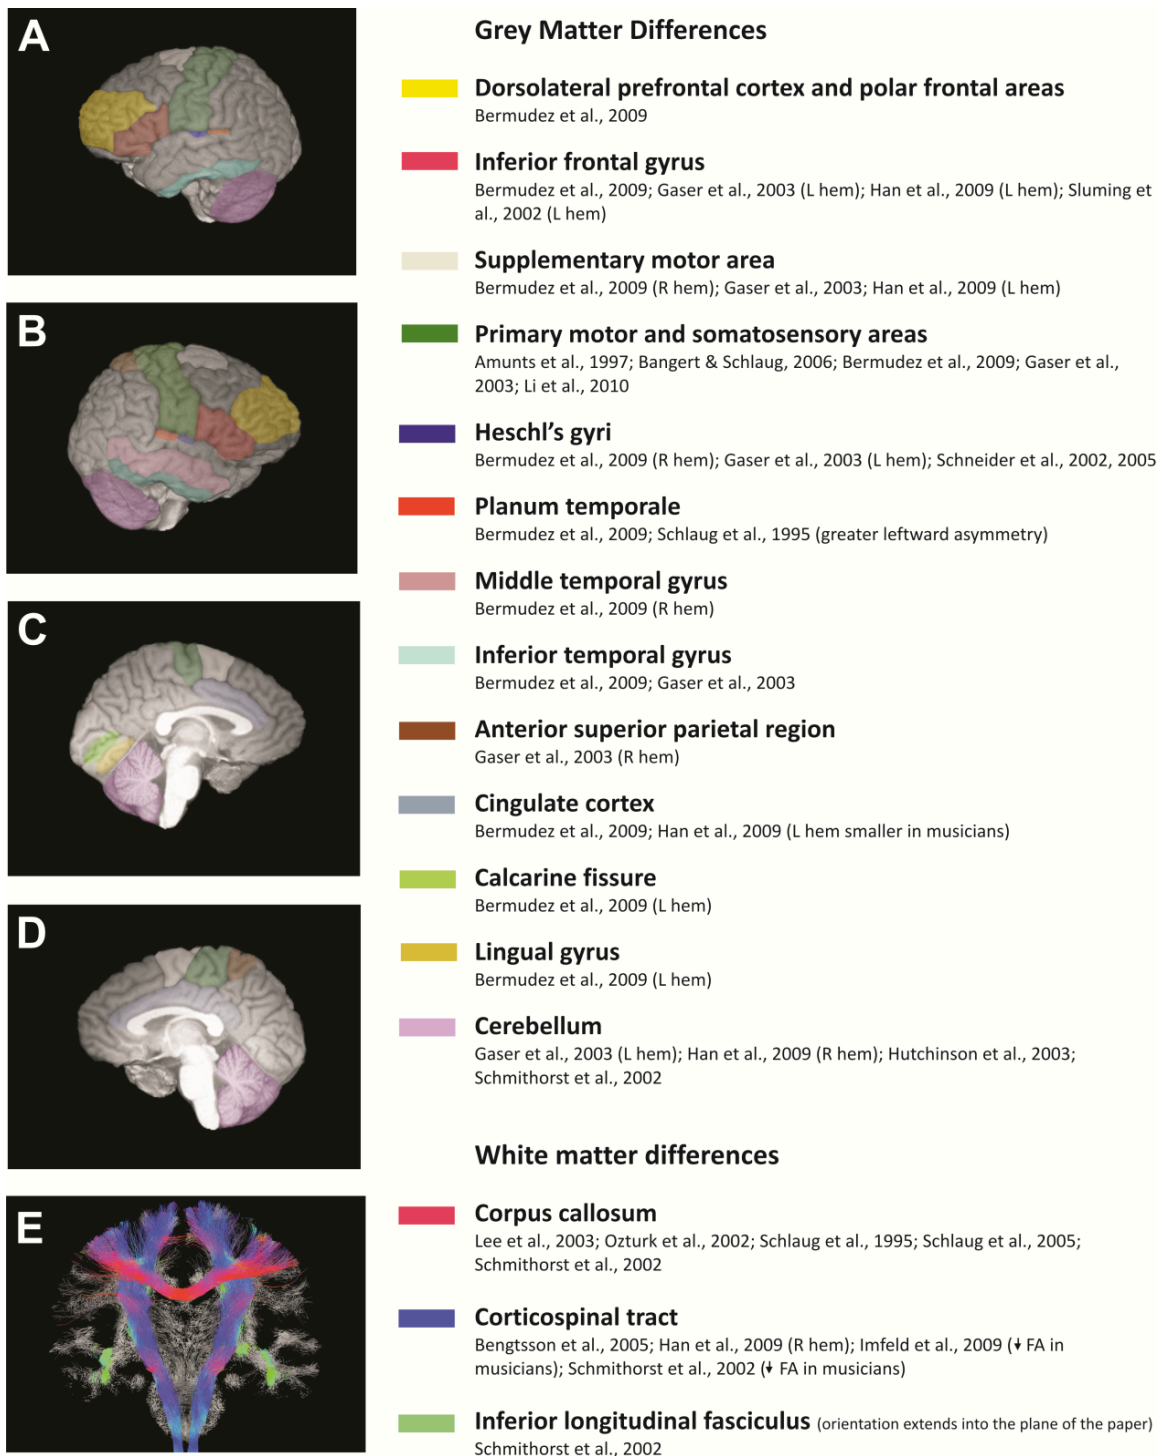 A
B
C
D
E
Grey Matter Differences
Dorsolateral prefrontal cortex and polar frontal areas
Bermudez et al., 2009
Inferior frontal gyrus
Bermudez et al., 2009; Gaser et al., 2003 (L hem); Han et al., 2009 (L hem); Sluming et
al., 2002 (L hem)
Supplementary motor area
Bermudez et al., 2009 (R hem); Gaser et al., 2003; Han et al., 2009 (L hem)
Primary motor and somatosensory areas
Amunts et al., 1997; Bangert & Schlaug, 2006; Bermudez et al., 2009; Gaser et al.,
2003; Li et al., 2010
Heschl's gyri
Bermudez et al., 2009 (R hem); Gaser et al., 2003 (L hem); Schneider et al., 2002, 2005
Planum temporale
Bermudez et al., 2009; Schlaug et al., 1995 (greater leftward asymmetry)
Middle temporal gyrus
Bermudez et al., 2009 (R hem)
Inferior temporal gyrus
Bermudez et al., 2009; Gaser et al., 2003
Anterior superior parietal region
Gaser et al., 2003 (R hem)
Cingulate cortex
Bermudez et al., 2009; Han et al., 2009 (L hem smaller in musicians)
Calcarine fissure
Bermudez et al., 2009 (L hem)
Lingual gyrus
Bermudez et al., 2009 (L hem)
Cerebellum
Gaser et al., 2003 (L hem); Han et al., 2009 (R hem); Hutchinson et al., 2003;
Schmithorst et al., 2002
White matter differences
Corpus callosum
Lee et al., 2003; Ozturk et al., 2002; Schlaug et al., 1995; Schlaug et al., 2005;
Schmithorst et al., 2002
Corticospinal tract
Bengtsson et al., 2005; Han et al., 2009 (R hem); Imfeld et al., 2009 (↓ FA in
musicians); Schmithorst et al., 2002 (↓ FA in musicians)
Inferior longitudinal fasciculus (orientation extends into the plane of the paper)
Schmithorst et al., 2002